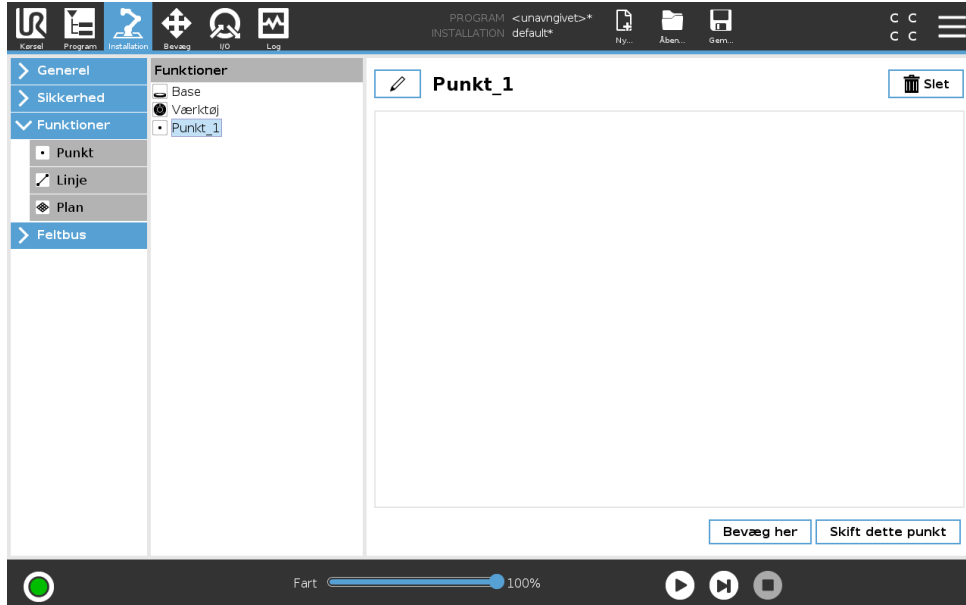 UR
PROGRAM <unavngivet>*
INSTALLATION default*
Kørsel Program Installation Bevæg I/O Log
Ny... Åben... Gem...
C C
C C
Generel
Sikkerhed
Funktioner
Punkt
Linje
Plan
Feltbus
Funktioner
Base
Værktøj
Punkt_1
Punkt_1
Slet
Bevæg her Skift dette punkt
Fart 100%